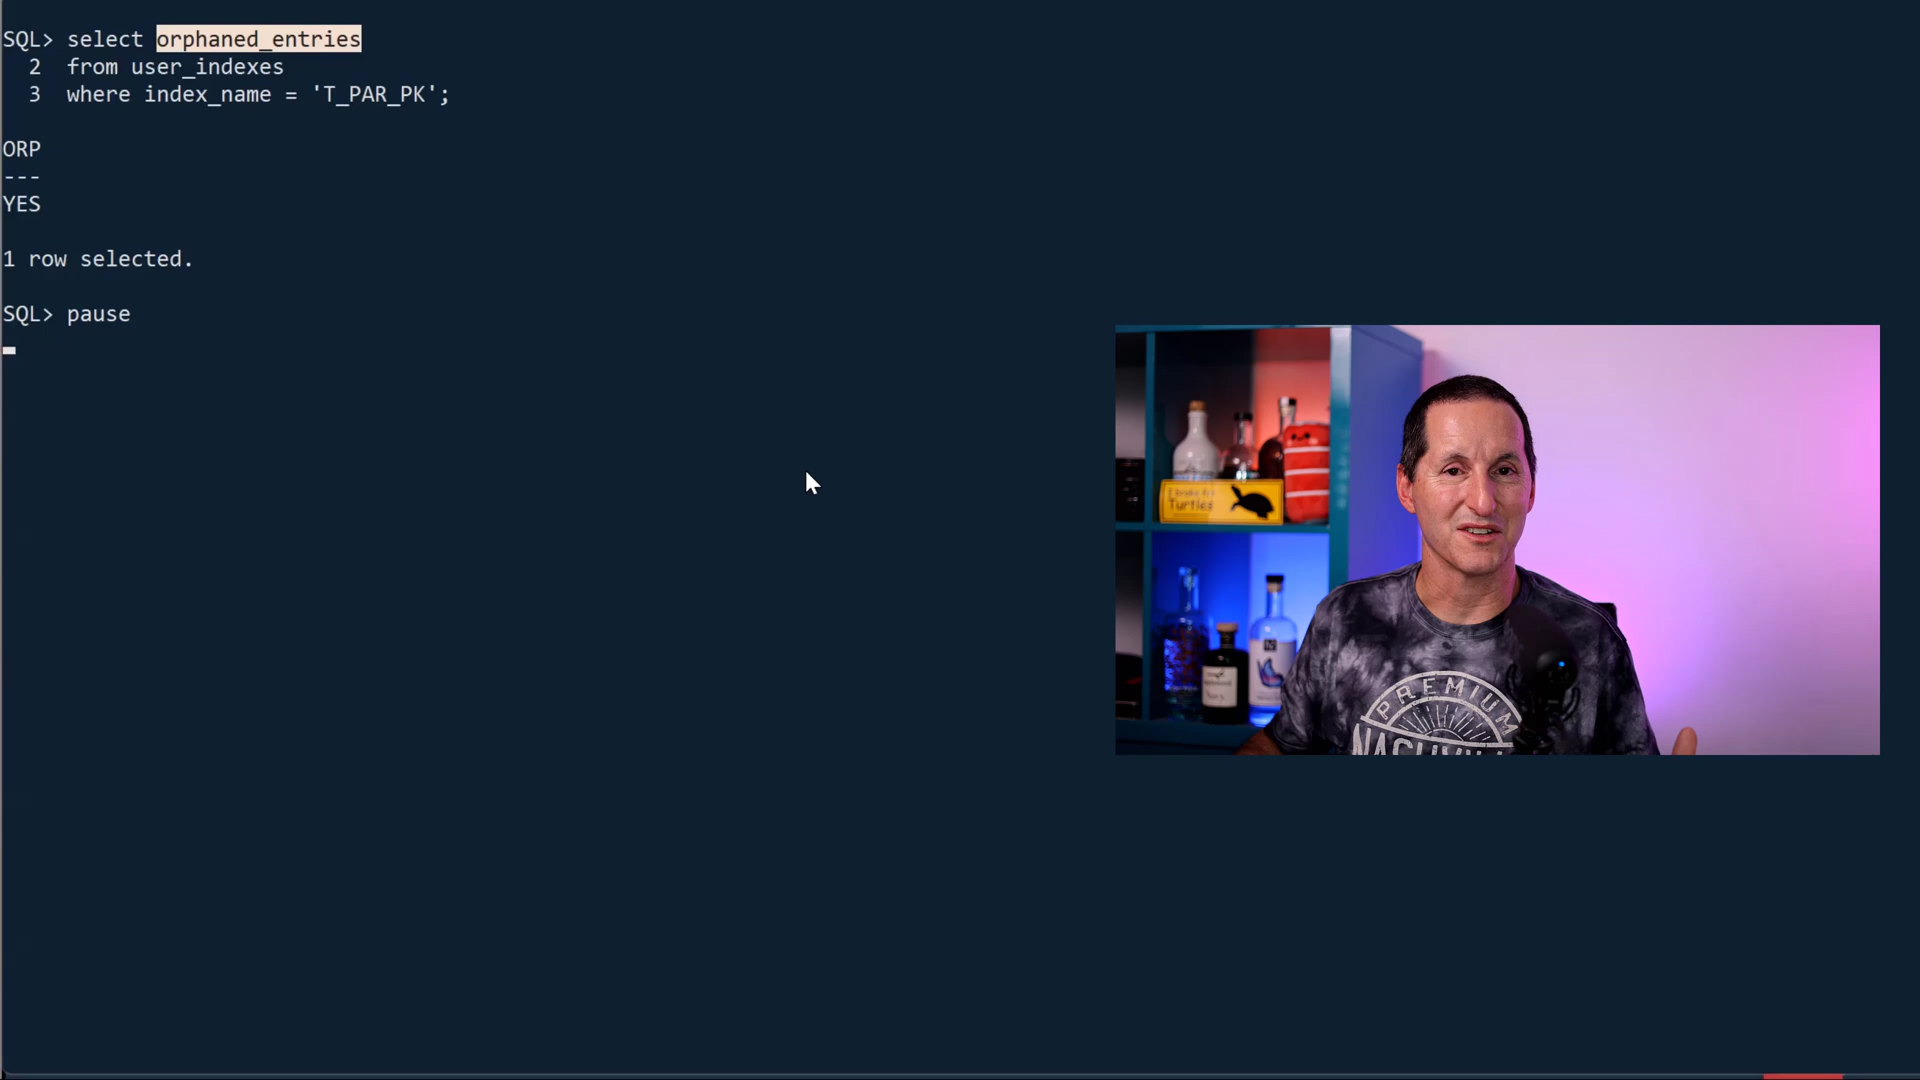 SQL> select orphaned_entries
2 from user_indexes
3 where index_name = 'T_PAR_PK';
ORP
---
YES
1 row selected.
SQL> pause
Turtles
PREMIUM